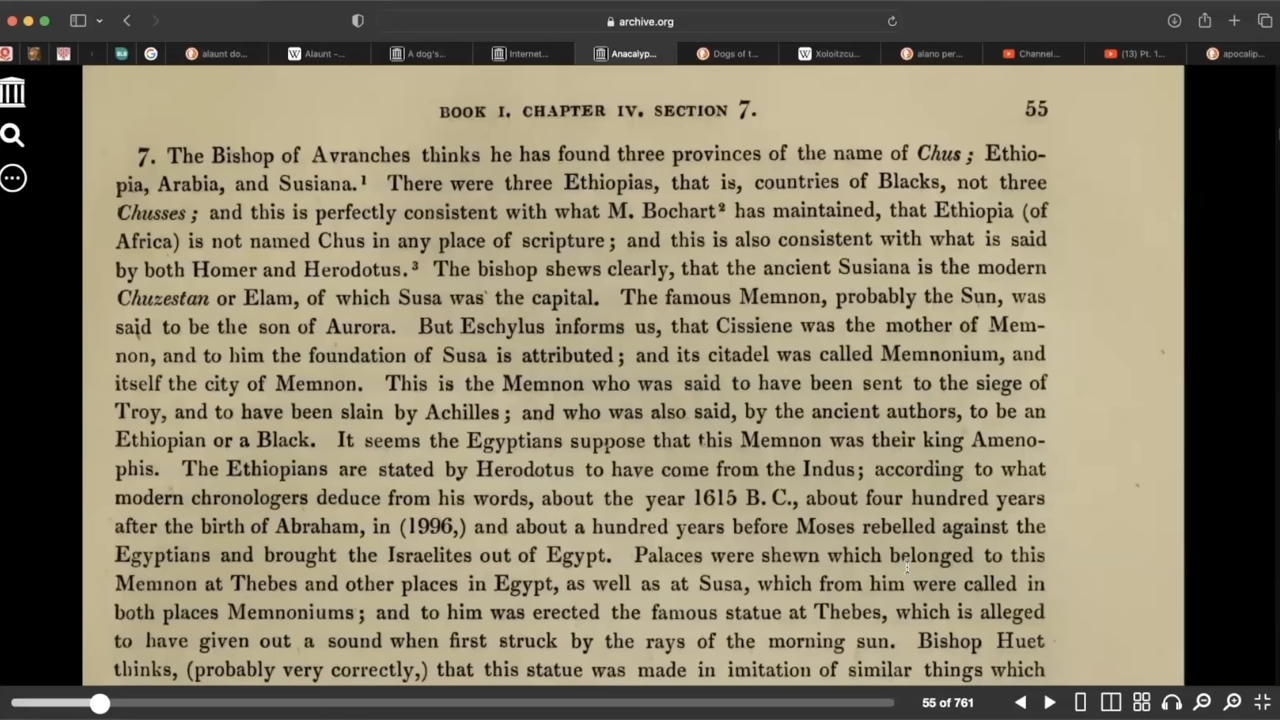 archive.org
BLB
G
alaunt do...
W Alaunt –...
A dog's...
Internet...
Anacalyp...
Dogs of t...
W Xoloitzcu...
alano per...
Channel...
(13) Pt. 1...
apocalip...
BOOK I. CHAPTER IV. SECTION 7. 55
7. The Bishop of Avranches thinks he has found three provinces of the name of Chus; Ethio-
pia, Arabia, and Susiana.¹ There were three Ethiopias, that is, countries of Blacks, not three
Chusses; and this is perfectly consistent with what M. Bochart² has maintained, that Ethiopia (of
Africa) is not named Chus in any place of scripture; and this is also consistent with what is said
by both Homer and Herodotus.³ The bishop shews clearly, that the ancient Susiana is the modern
Chuzestan or Elam, of which Susa was the capital. The famous Memnon, probably the Sun, was
said to be the son of Aurora. But Eschylus informs us, that Cissiene was the mother of Mem-
non, and to him the foundation of Susa is attributed; and its citadel was called Memnonium, and
itself the city of Memnon. This is the Memnon who was said to have been sent to the siege of
Troy, and to have been slain by Achilles; and who was also said, by the ancient authors, to be an
Ethiopian or a Black. It seems the Egyptians suppose that this Memnon was their king Ameno-
phis. The Ethiopians are stated by Herodotus to have come from the Indus; according to what
modern chronologers deduce from his words, about the year 1615 B. C., about four hundred years
after the birth of Abraham, in (1996,) and about a hundred years before Moses rebelled against the
Egyptians and brought the Israelites out of Egypt. Palaces were shewn which belonged to this
Memnon at Thebes and other places in Egypt, as well as at Susa, which from him were called in
both places Memnoniums; and to him was erected the famous statue at Thebes, which is alleged
to have given out a sound when first struck by the rays of the morning sun. Bishop Huet
thinks, (probably very correctly,) that this statue was made in imitation of similar things which
55 of 761